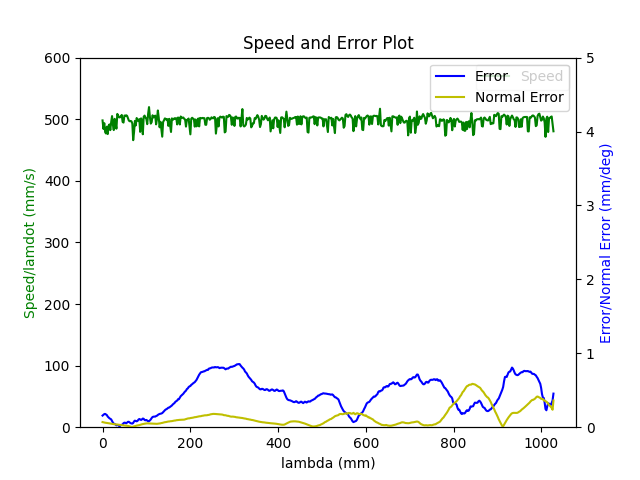 Speed and Error Plot
600
500
400
300
200
100
0
Speed/lamdot (mm/s)
0
200
400
600
800
1000
lambda (mm)
5
4
3
2
1
0
Error/Normal Error (mm/deg)
Error
Speed
Normal Error